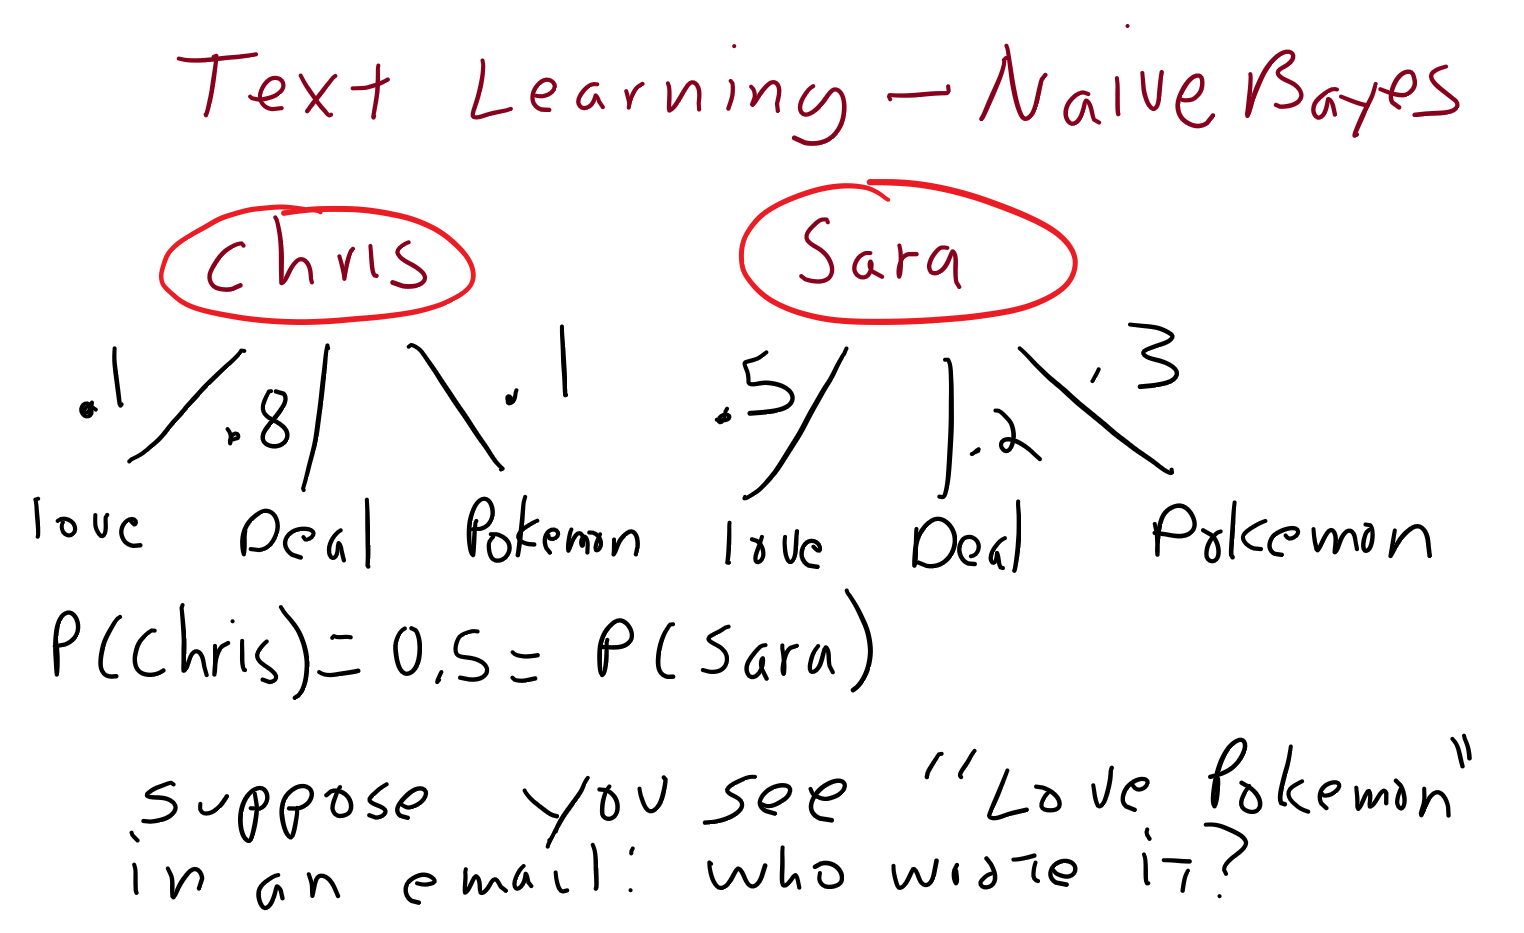 Text Learning – Naive Bayes
Chris Sara
.1 .8 .1 .5 .2 .3
love Deal Pokemon love Deal Pokemon
P(Chris) = 0.5 = P(Sara)
suppose you see "Love Pokemon"
in an email: who wrote it?